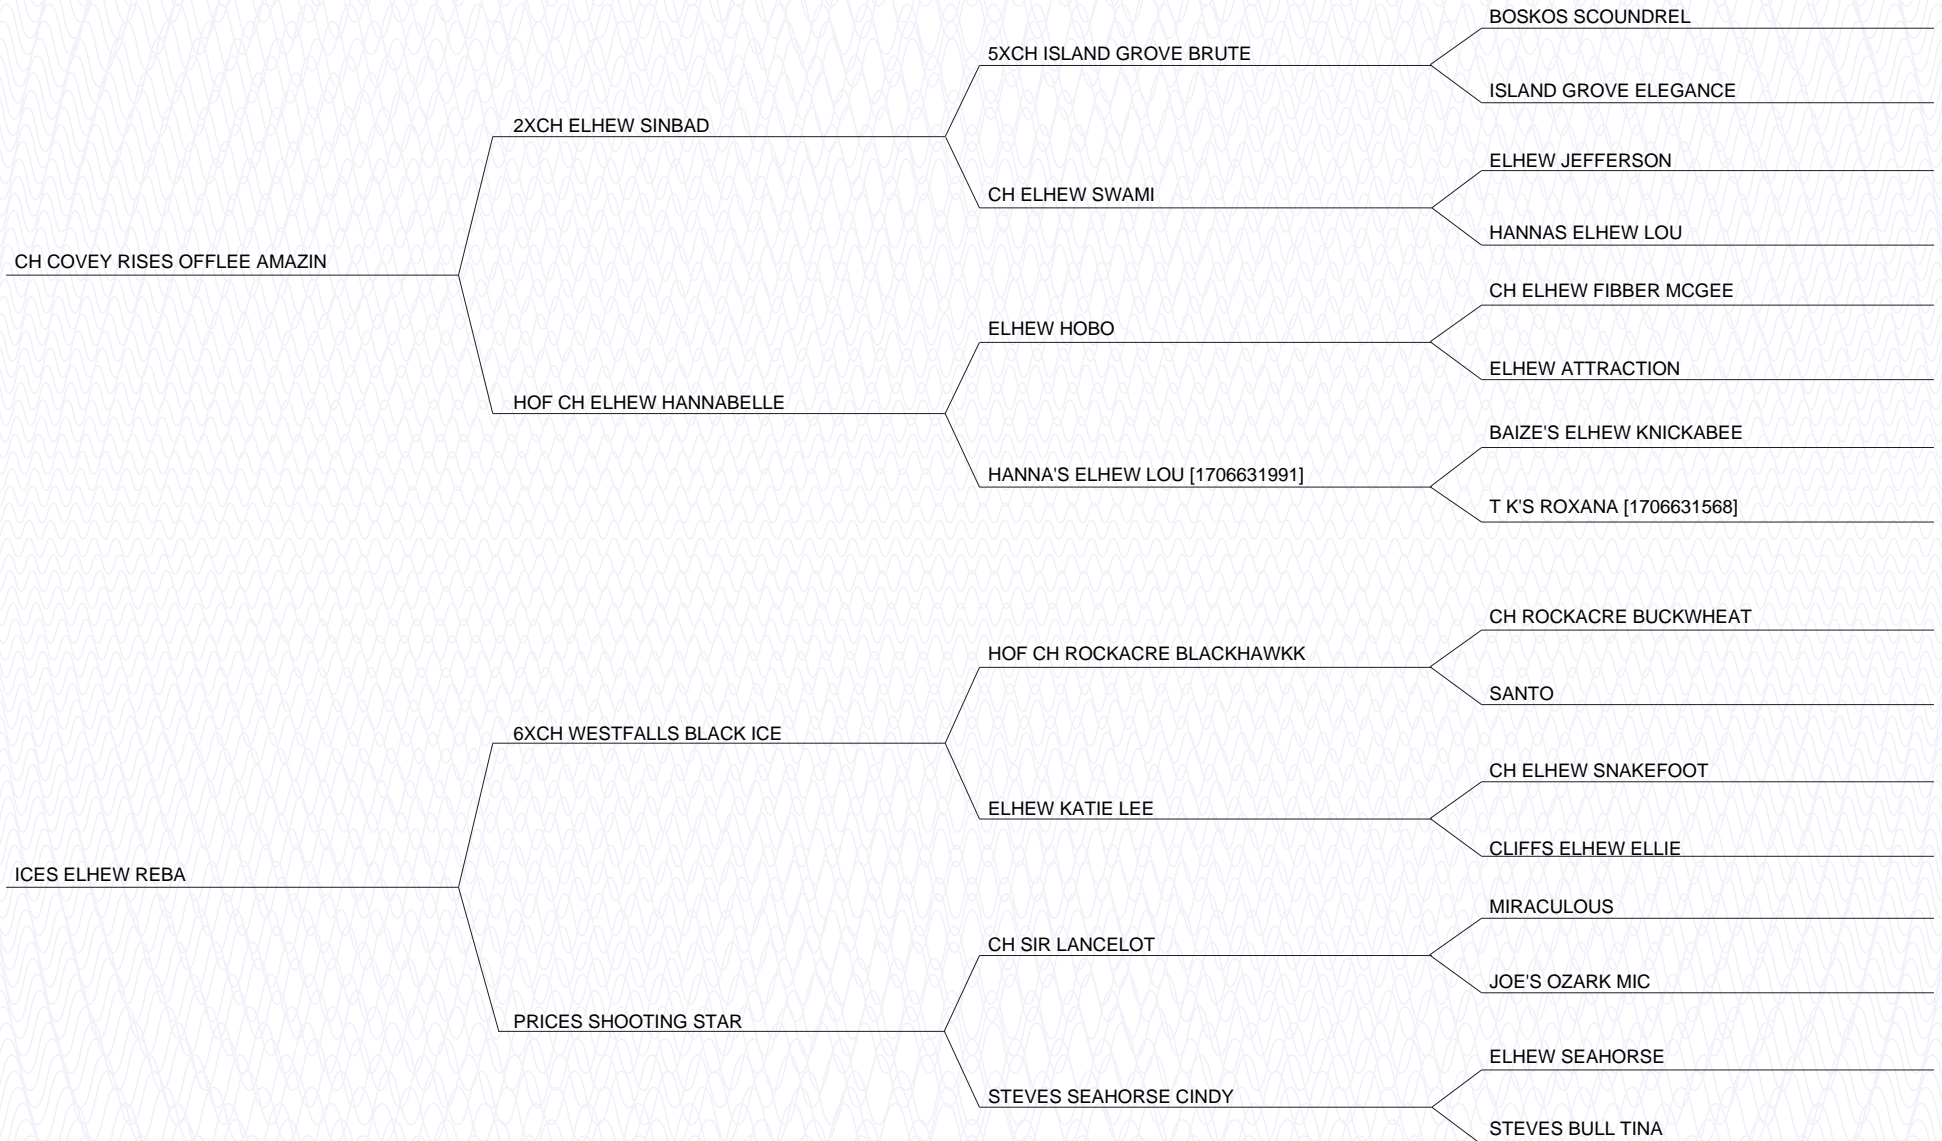 BOSKOS SCOUNDREL
5XCH ISLAND GROVE BRUTE
ISLAND GROVE ELEGANCE
2XCH ELHEW SINBAD
ELHEW JEFFERSON
CH ELHEW SWAMI
HANNAS ELHEW LOU
CH COVEY RISES OFFLEE AMAZIN
CH ELHEW FIBBER MCGEE
ELHEW HOBO
ELHEW ATTRACTION
HOF CH ELHEW HANNABELLE
BAIZE'S ELHEW KNICKABEE
HANNA'S ELHEW LOU [1706631991]
T K'S ROXANA [1706631568]
CH ROCKACRE BUCKWHEAT
HOF CH ROCKACRE BLACKHAWKK
SANTO
6XCH WESTFALLS BLACK ICE
CH ELHEW SNAKEFOOT
ELHEW KATIE LEE
CLIFFS ELHEW ELLIE
ICES ELHEW REBA
MIRACULOUS
CH SIR LANCELOT
JOE'S OZARK MIC
PRICES SHOOTING STAR
ELHEW SEAHORSE
STEVES SEAHORSE CINDY
STEVES BULL TINA